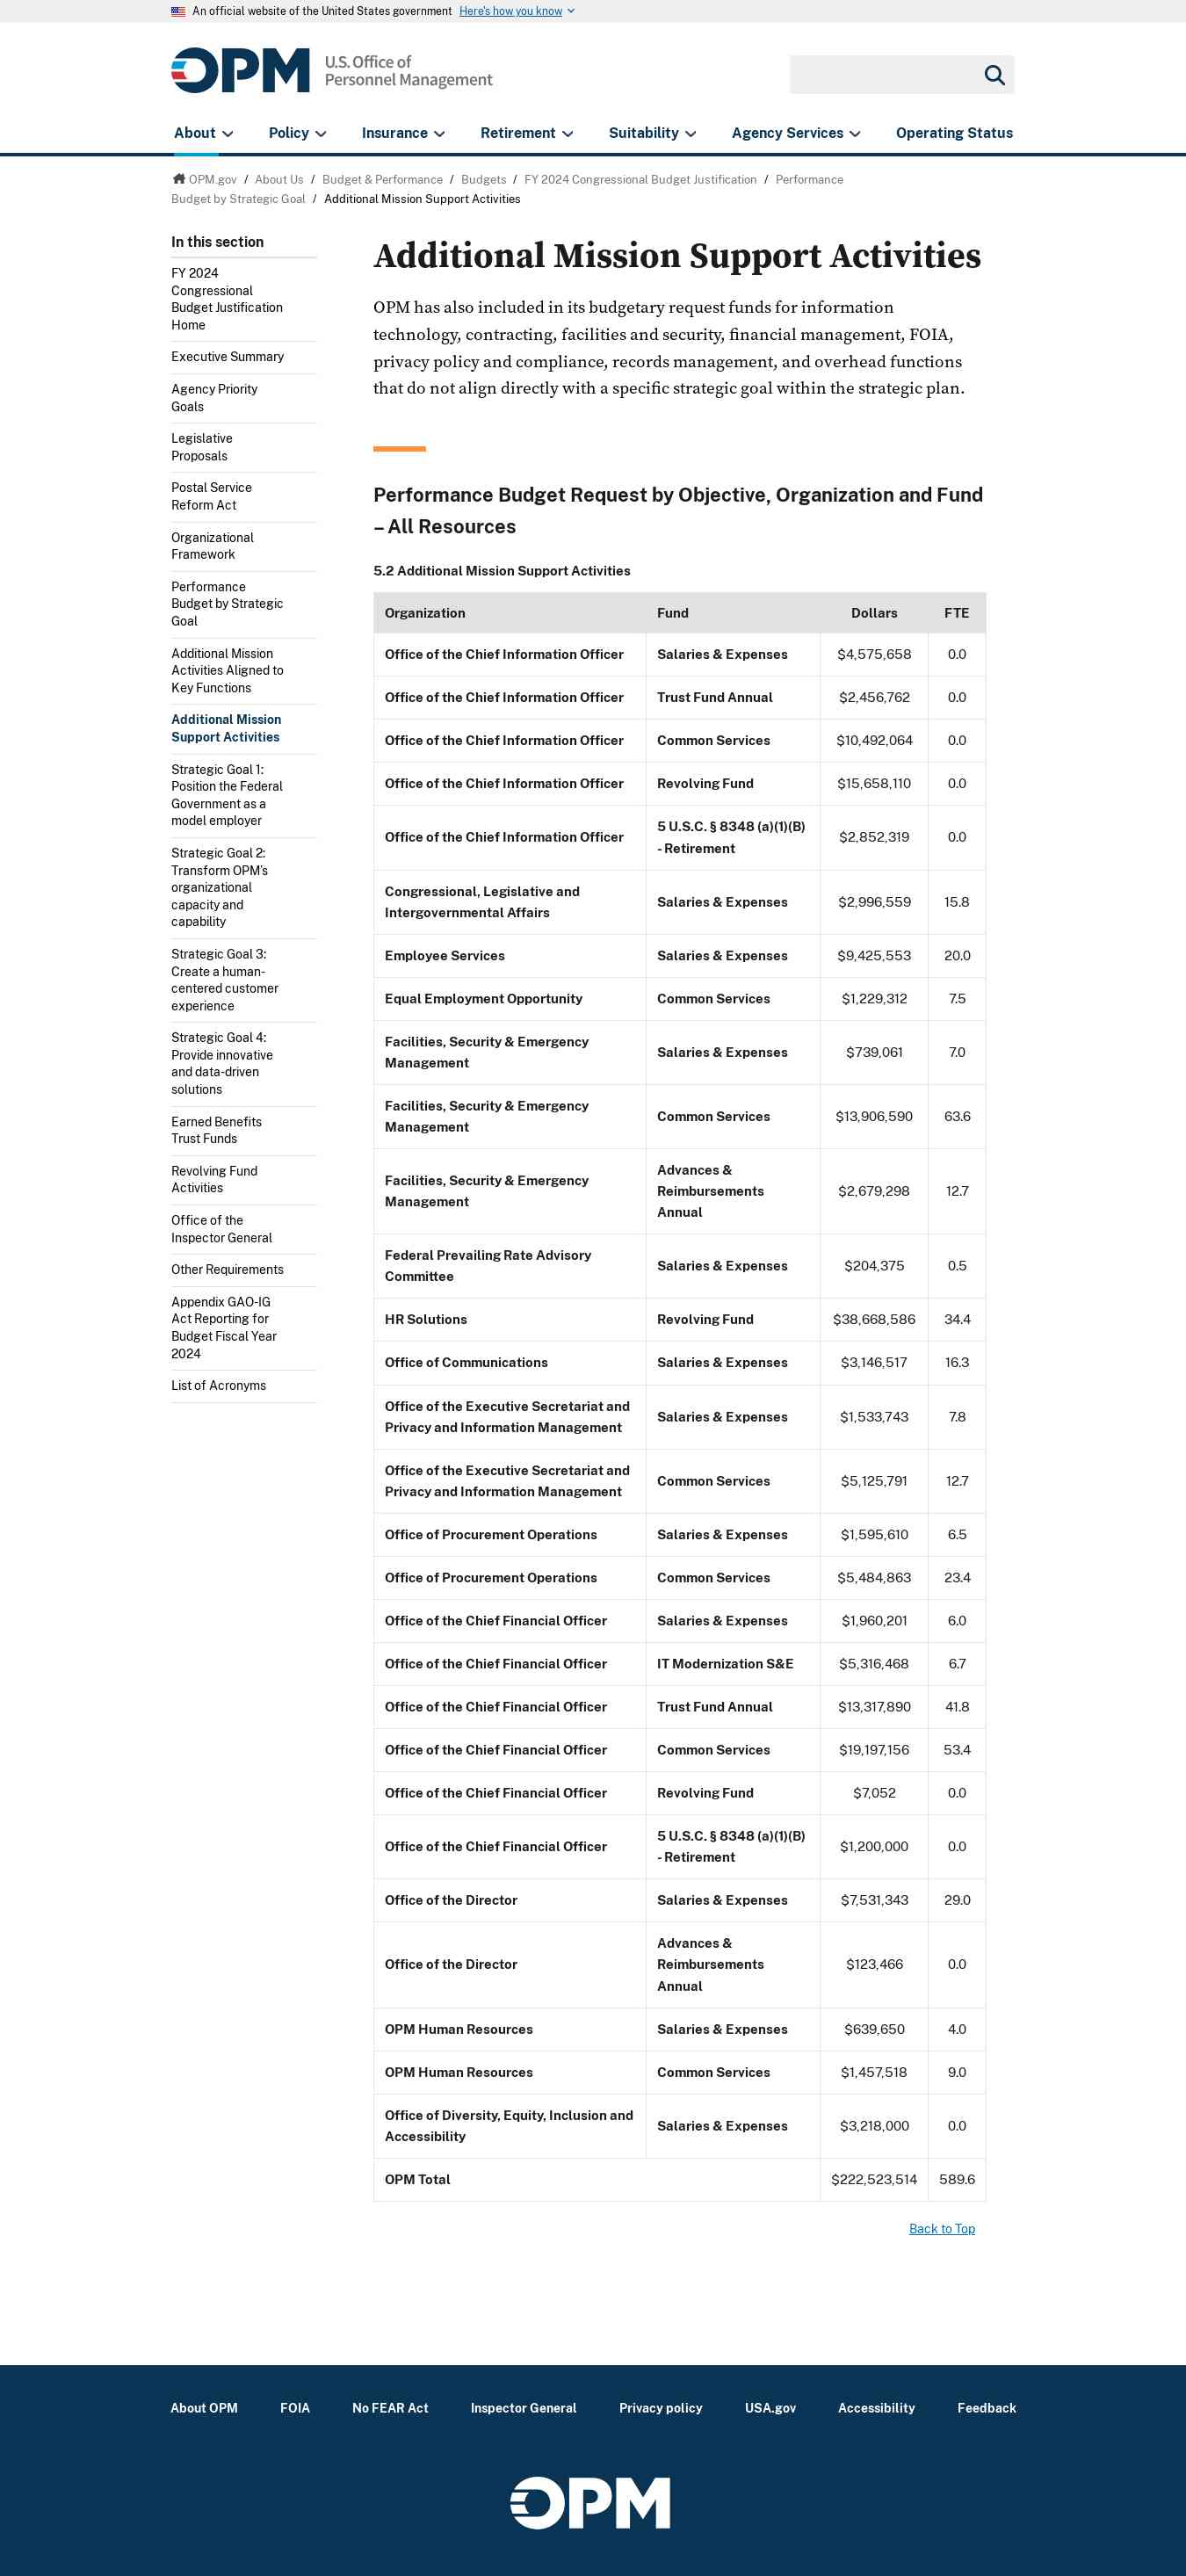 An official website of the United States government Here's how you know
OPM U.S. Office of
Personnel Management
About Policy Insurance Retirement Suitability Agency Services Operating Status
OPM.gov / About Us / Budget & Performance / Budgets / FY 2024 Congressional Budget Justification / Performance
Budget by Strategic Goal / Additional Mission Support Activities
In this section
FY 2024
Congressional
Budget Justification
Home
Executive Summary
Agency Priority
Goals
Legislative
Proposals
Postal Service
Reform Act
Organizational
Framework
Performance
Budget by Strategic
Goal
Additional Mission
Activities Aligned to
Key Functions
Additional Mission
Support Activities
Strategic Goal 1:
Position the Federal
Government as a
model employer
Strategic Goal 2:
Transform OPM's
organizational
capacity and
capability
Strategic Goal 3:
Create a human-
centered customer
experience
Strategic Goal 4:
Provide innovative
and data-driven
solutions
Earned Benefits
Trust Funds
Revolving Fund
Activities
Office of the
Inspector General
Other Requirements
Appendix GAO-IG
Act Reporting for
Budget Fiscal Year
2024
List of Acronyms
Additional Mission Support Activities
OPM has also included in its budgetary request funds for information
technology, contracting, facilities and security, financial management, FOIA,
privacy policy and compliance, records management, and overhead functions
that do not align directly with a specific strategic goal within the strategic plan.
Performance Budget Request by Objective, Organization and Fund
– All Resources
5.2 Additional Mission Support Activities
Organization Fund Dollars FTE
Office of the Chief Information Officer Salaries & Expenses $4,575,658 0.0
Office of the Chief Information Officer Trust Fund Annual $2,456,762 0.0
Office of the Chief Information Officer Common Services $10,492,064 0.0
Office of the Chief Information Officer Revolving Fund $15,658,110 0.0
Office of the Chief Information Officer 5 U.S.C. § 8348 (a)(1)(B)
- Retirement $2,852,319 0.0
Congressional, Legislative and
Intergovernmental Affairs Salaries & Expenses $2,996,559 15.8
Employee Services Salaries & Expenses $9,425,553 20.0
Equal Employment Opportunity Common Services $1,229,312 7.5
Facilities, Security & Emergency
Management Salaries & Expenses $739,061 7.0
Facilities, Security & Emergency
Management Common Services $13,906,590 63.6
Facilities, Security & Emergency
Management Advances &
Reimbursements
Annual $2,679,298 12.7
Federal Prevailing Rate Advisory
Committee Salaries & Expenses $204,375 0.5
HR Solutions Revolving Fund $38,668,586 34.4
Office of Communications Salaries & Expenses $3,146,517 16.3
Office of the Executive Secretariat and
Privacy and Information Management Salaries & Expenses $1,533,743 7.8
Office of the Executive Secretariat and
Privacy and Information Management Common Services $5,125,791 12.7
Office of Procurement Operations Salaries & Expenses $1,595,610 6.5
Office of Procurement Operations Common Services $5,484,863 23.4
Office of the Chief Financial Officer Salaries & Expenses $1,960,201 6.0
Office of the Chief Financial Officer IT Modernization S&E $5,316,468 6.7
Office of the Chief Financial Officer Trust Fund Annual $13,317,890 41.8
Office of the Chief Financial Officer Common Services $19,197,156 53.4
Office of the Chief Financial Officer Revolving Fund $7,052 0.0
Office of the Chief Financial Officer 5 U.S.C. § 8348 (a)(1)(B)
- Retirement $1,200,000 0.0
Office of the Director Salaries & Expenses $7,531,343 29.0
Office of the Director Advances &
Reimbursements
Annual $123,466 0.0
OPM Human Resources Salaries & Expenses $639,650 4.0
OPM Human Resources Common Services $1,457,518 9.0
Office of Diversity, Equity, Inclusion and
Accessibility Salaries & Expenses $3,218,000 0.0
OPM Total $222,523,514 589.6
Back to Top
About OPM FOIA No FEAR Act Inspector General Privacy policy USA.gov Accessibility Feedback
OPM